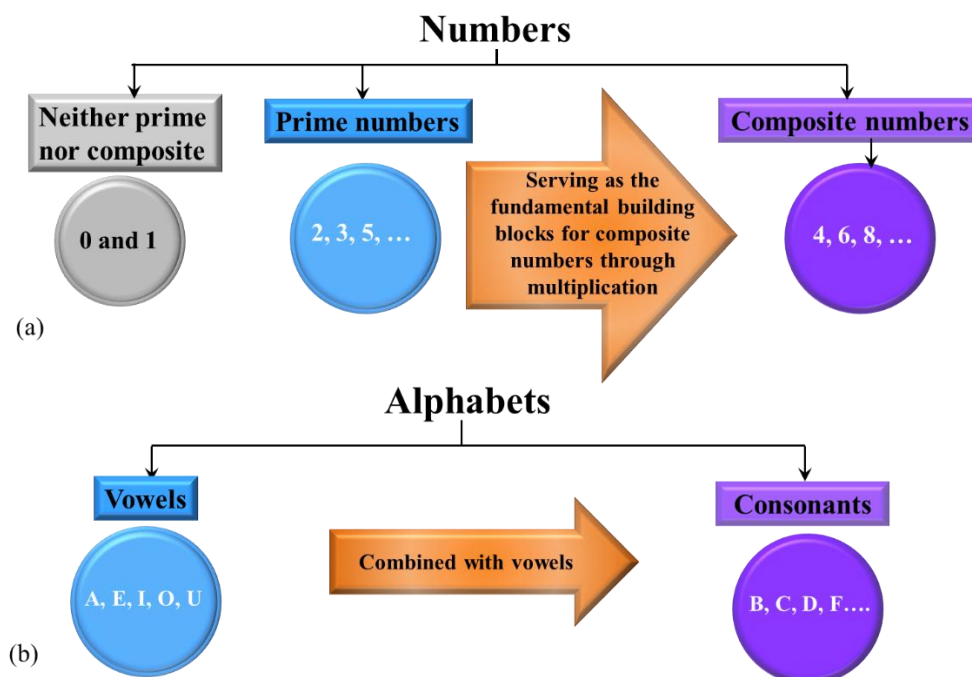 Numbers
Neither prime
nor composite
Prime numbers
Composite numbers
0 and 1
2, 3, 5, …
Serving as the
fundamental building
blocks for composite
numbers through
multiplication
4, 6, 8, …
(a)
Alphabets
Vowels
Consonants
A, E, I, O, U
Combined with vowels
B, C, D, F….
(b)